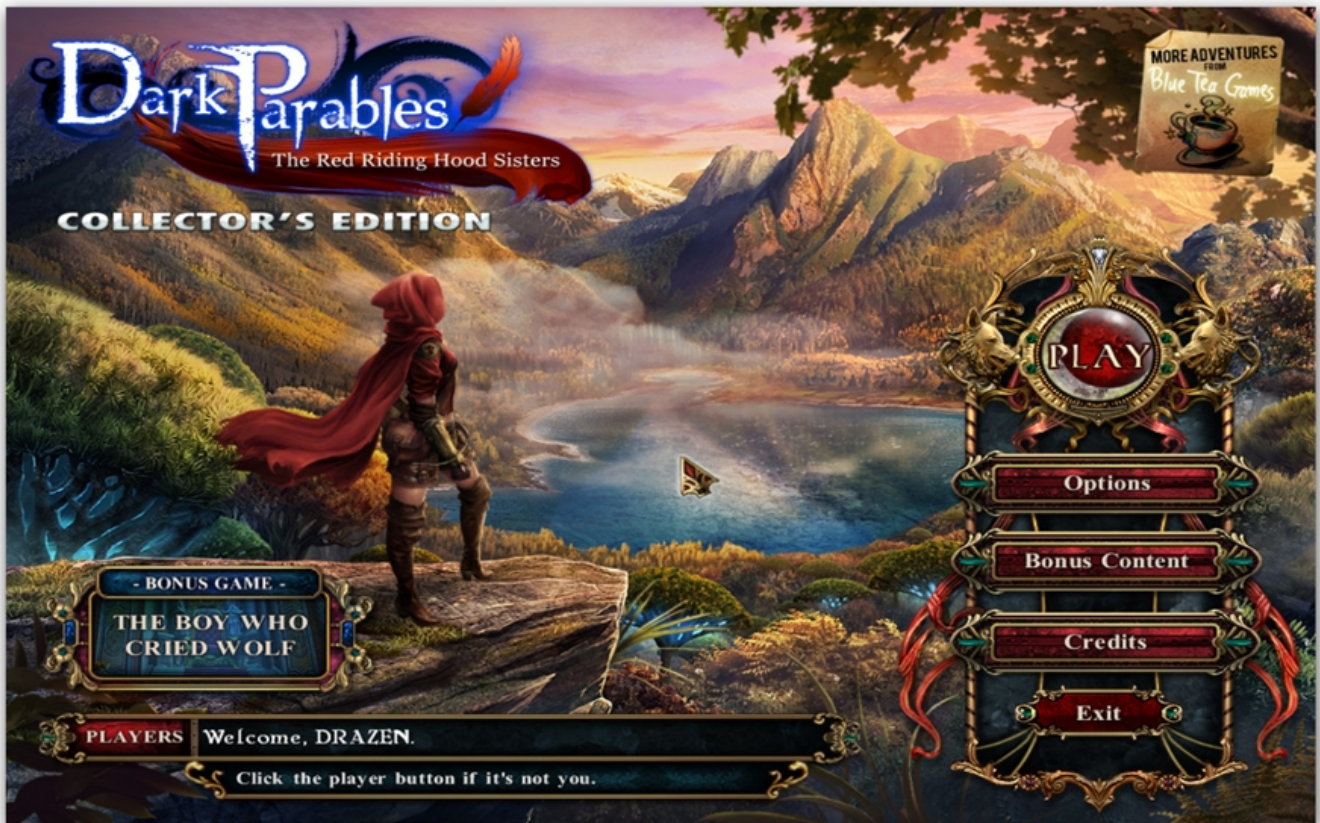 Dark Parables
The Red Riding Hood Sisters
COLLECTOR'S EDITION
MORE ADVENTURES
FROM
Blue Tea Games
PLAY
Options
Bonus Content
Credits
Exit
- BONUS GAME -
THE BOY WHO
CRIED WOLF
PLAYERS
Welcome, DRAZEN.
Click the player button if it's not you.